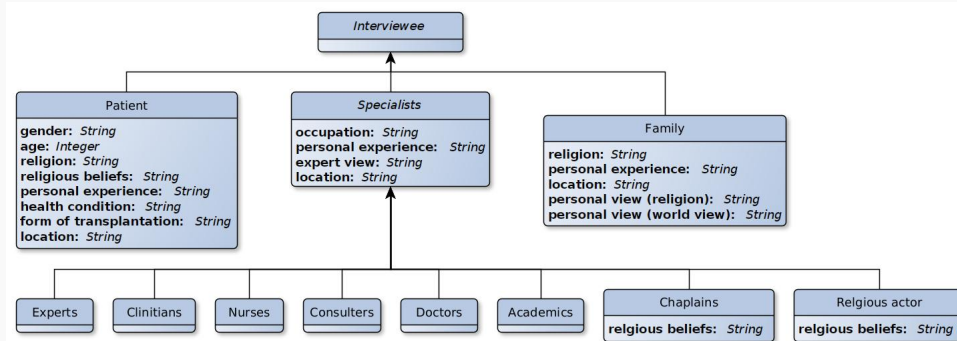 Interviewee
Patient
gender: String
age: Integer
religion: String
religious beliefs: String
personal experience: String
health condition: String
form of transplantation: String
location: String
Specialists
occupation: String
personal experience: String
expert view: String
location: String
Family
religion: String
personal experience: String
location: String
personal view (religion): String
personal view (world view): String
Experts
Clinitians
Nurses
Consulters
Doctors
Academics
Chaplains
relgious beliefs: String
Relgious actor
relgious beliefs: String